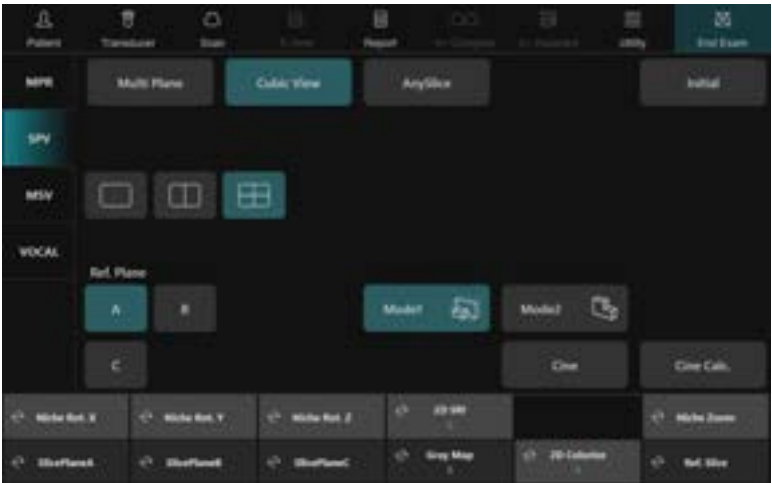 Patient Transducer Scan Report Utility End Exam
MPR Multi Plane Cubic View AnySlice Initial
SPV
MSV
VOCAL
Ref. Plane
A B Mode1 Mode2
C Cine Cine Calc.
Niche Rot. X Niche Rot. Y Niche Rot. Z 2D SRI Niche Zoom
SlicePlaneA SlicePlaneB SlicePlaneC Gray Map 2D Colorize Ref. Slice